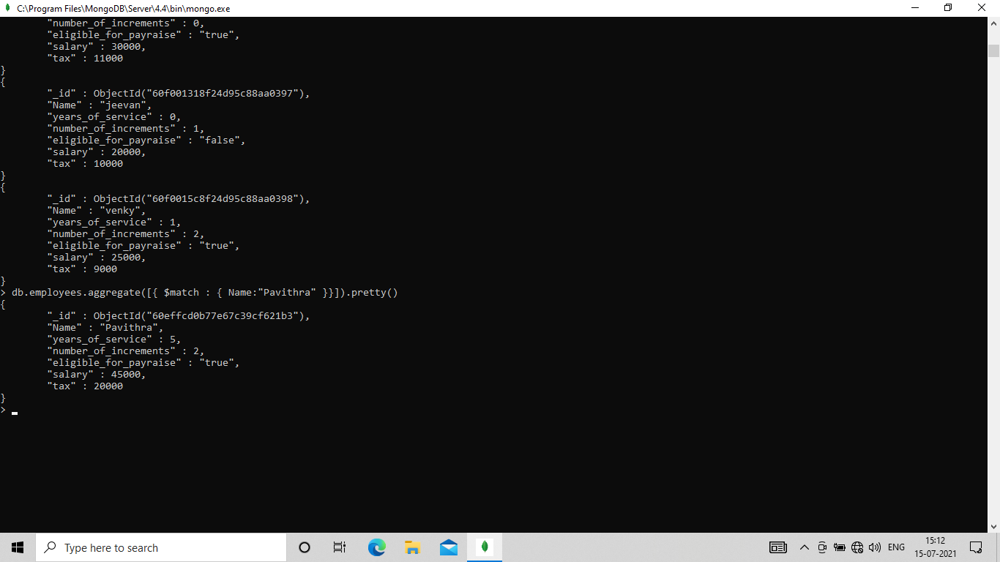 C:\Program Files\MongoDB\Server\4.4\bin\mongo.exe
"number_of_increments" : 0,
"eligible_for_payraise" : "true",
"salary" : 30000,
"tax" : 11000
}
{
"_id" : ObjectId("60f001318f24d95c88aa0397"),
"Name" : "jeevan",
"years_of_service" : 0,
"number_of_increments" : 1,
"eligible_for_payraise" : "false",
"salary" : 20000,
"tax" : 10000
}
{
"_id" : ObjectId("60f0015c8f24d95c88aa0398"),
"Name" : "venky",
"years_of_service" : 1,
"number_of_increments" : 2,
"eligible_for_payraise" : "true",
"salary" : 25000,
"tax" : 9000
}
> db.employees.aggregate([{ $match : { Name:"Pavithra" }}]).pretty()
{
"_id" : ObjectId("60effcd0b77e67c39cf621b3"),
"Name" : "Pavithra",
"years_of_service" : 5,
"number_of_increments" : 2,
"eligible_for_payraise" : "true",
"salary" : 45000,
"tax" : 20000
}
>
Type here to search
ENG
15:12
15-07-2021